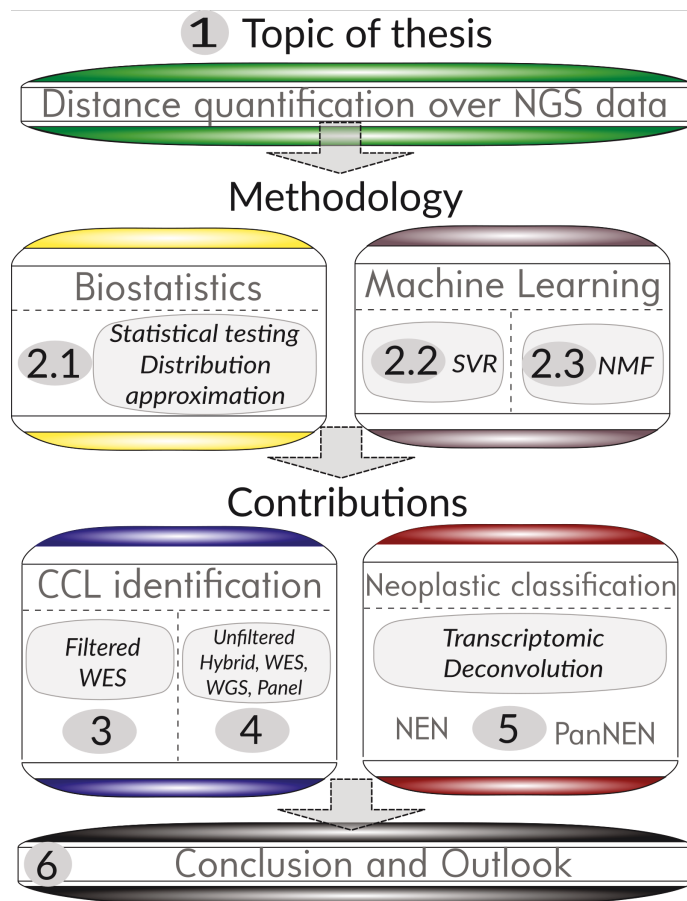 1 Topic of thesis
Distance quantification over NGS data
Methodology
Biostatistics
2.1
Statistical testing
Distribution
approximation
Machine Learning
2.2 SVR
2.3 NMF
Contributions
CCL identification
Filtered
WES
3
Unfiltered
Hybrid, WES,
WGS, Panel
4
Neoplastic classification
Transcriptomic
Deconvolution
NEN 5 PanNEN
6 Conclusion and Outlook